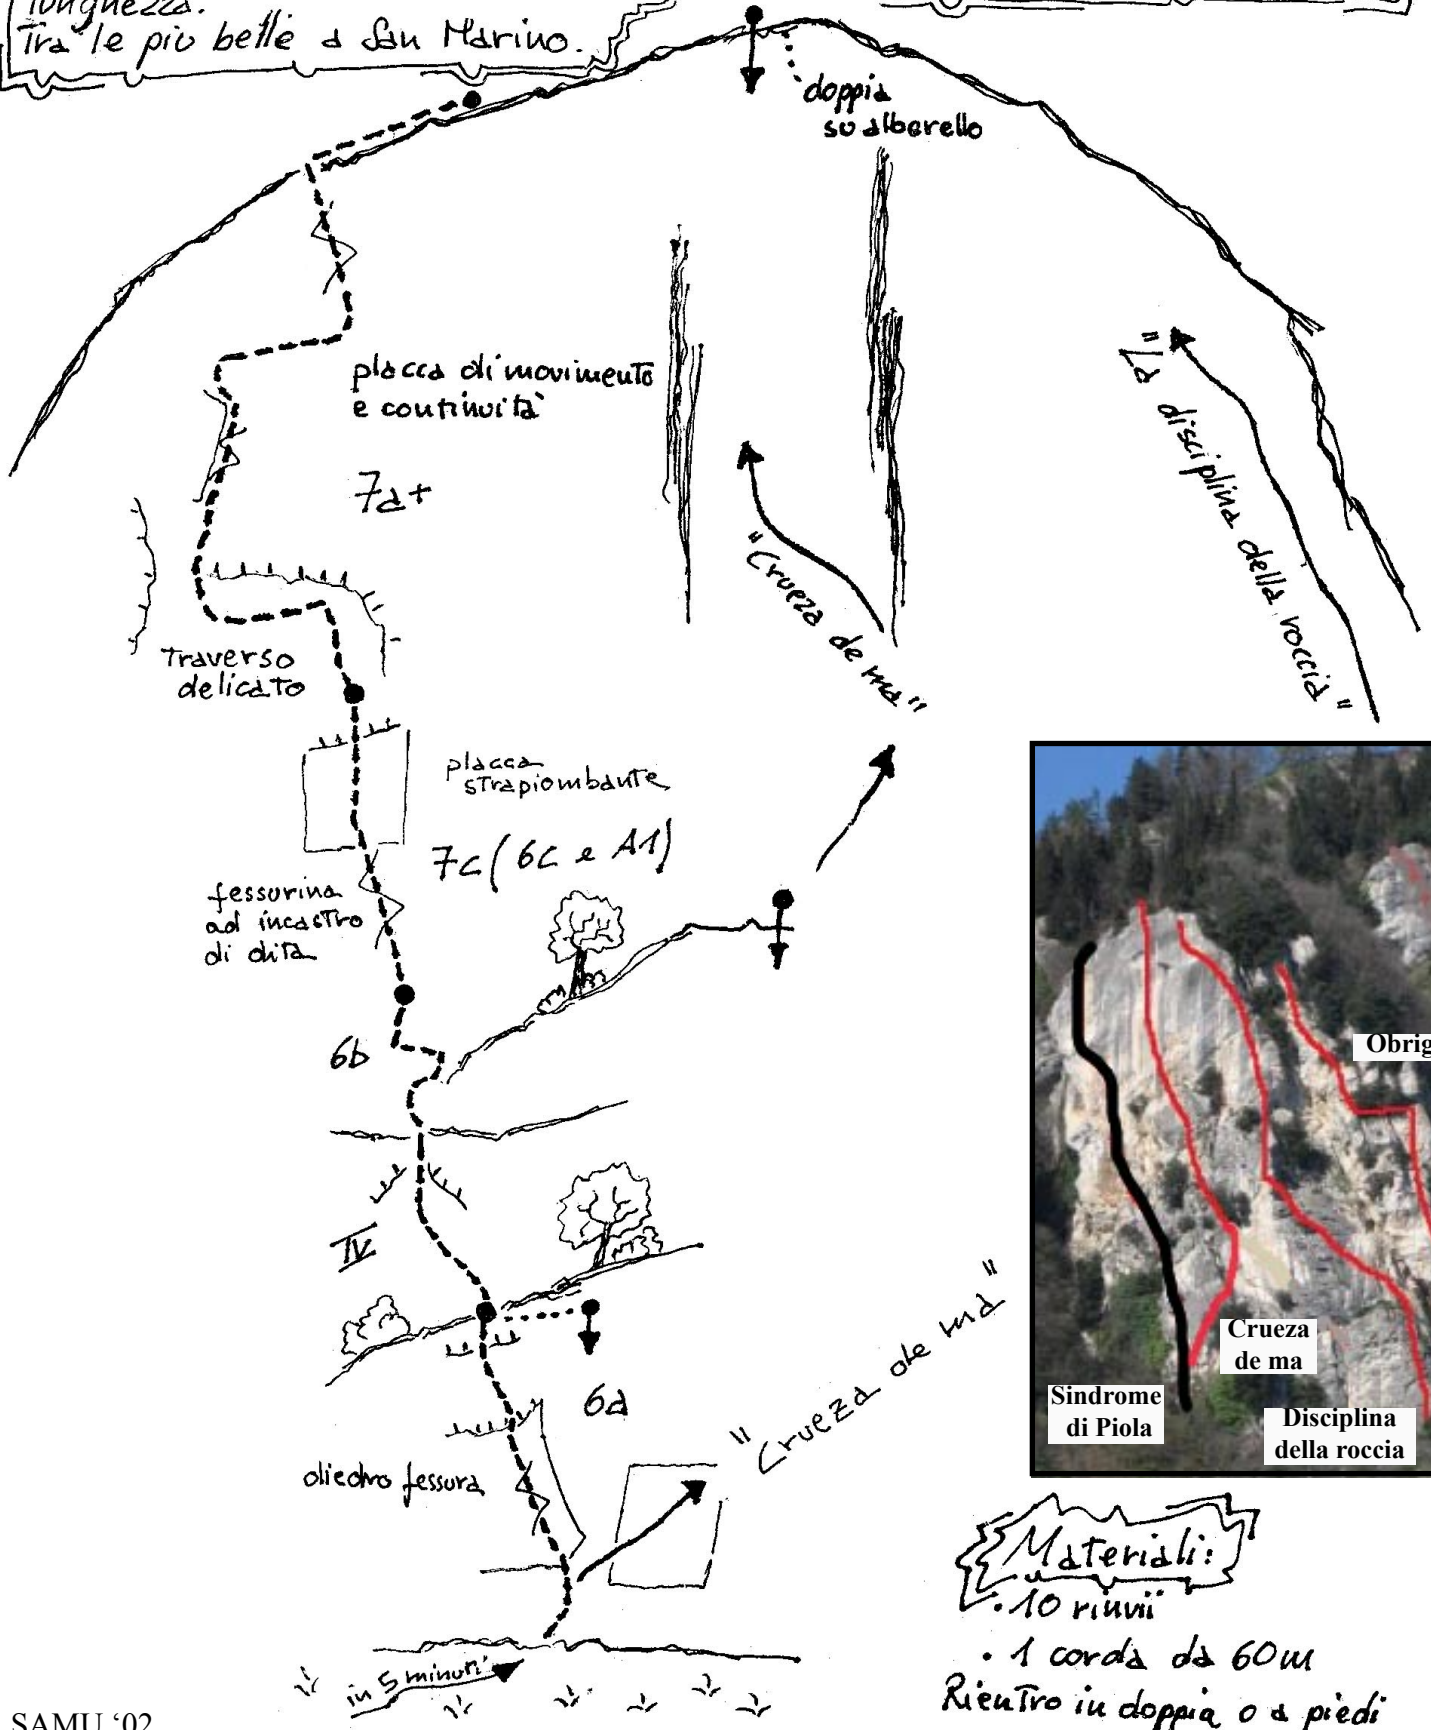 lunghezza.
Tra le più belle a San Marino.
doppia
su alberello
placca di movimento
e continuità
7a+
"La disciplina della roccia"
"Crueza de ma"
Traverso
delicato
placca
strapiombante
7c (6c e A1)
fessurina
ad incastro
di dita
6b
Obrig
IV
Crueza
de ma
Sindrome
di Piola
Disciplina
della roccia
6a
"Crueza de ma"
diedro fessura
Materiali:
• 10 rinvii
• 1 corda da 60m
Rientro in doppia o a piedi
in 5 minuti
SAMU ‘02